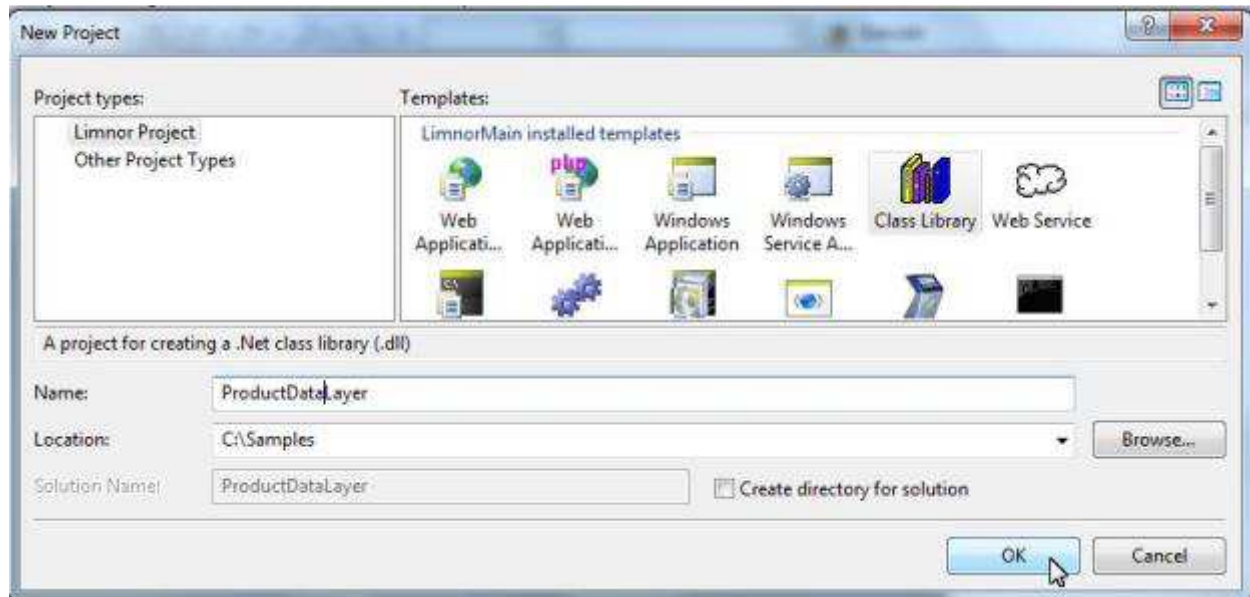 New Project
Project types:
Templates:
Limnor Project
Other Project Types
LimnorMain installed templates
php
Web Applicati...
Web Applicati...
Windows Application
Windows Service A...
Class Library
Web Service
A project for creating a .Net class library (.dll)
Name:
ProductDataLayer
Location:
C:\Samples
Browse...
Solution Name:
ProductDataLayer
Create directory for solution
OK
Cancel